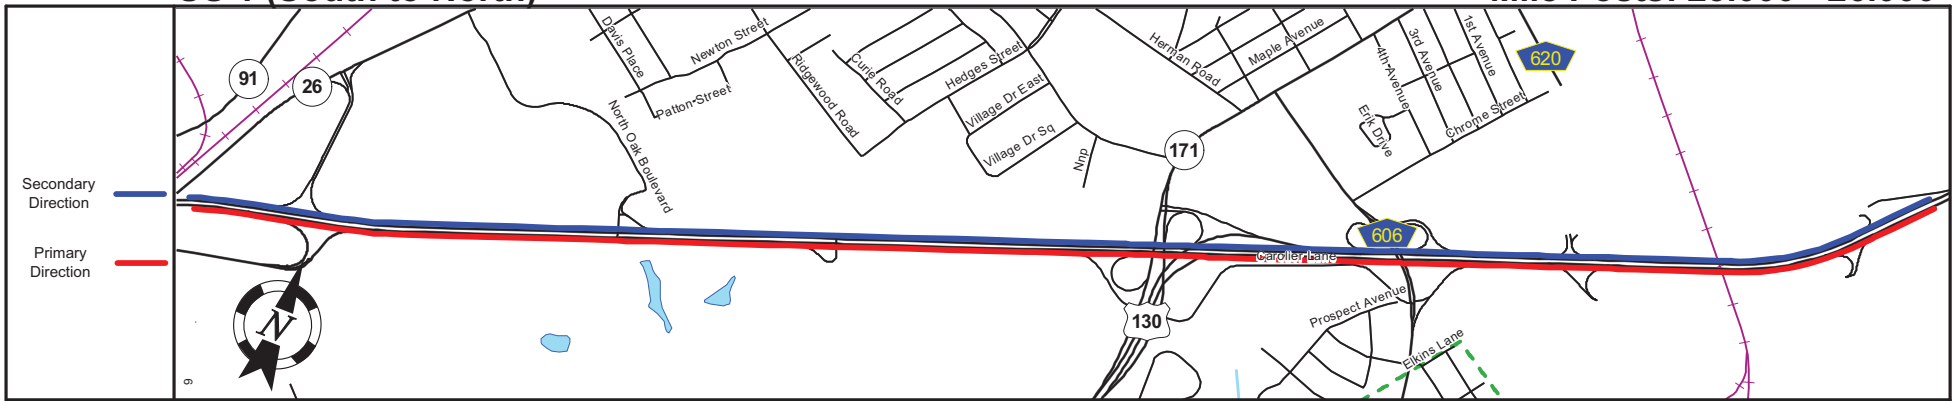 Secondary
Direction
Primary
Direction
91
26
Davis Place
Newton Street
Patton Street
North Oak Boulevard
Ridgewood Road
Curie Road
Hedges Street
Village Dr East
Village Dr Sq
Nnp
171
Herman Road
Maple Avenue
4th Avenue
3rd Avenue
1st Avenue
Erik Drive
Chrome Street
620
606
Carolier Lane
130
Prospect Avenue
Elkins Lane
N